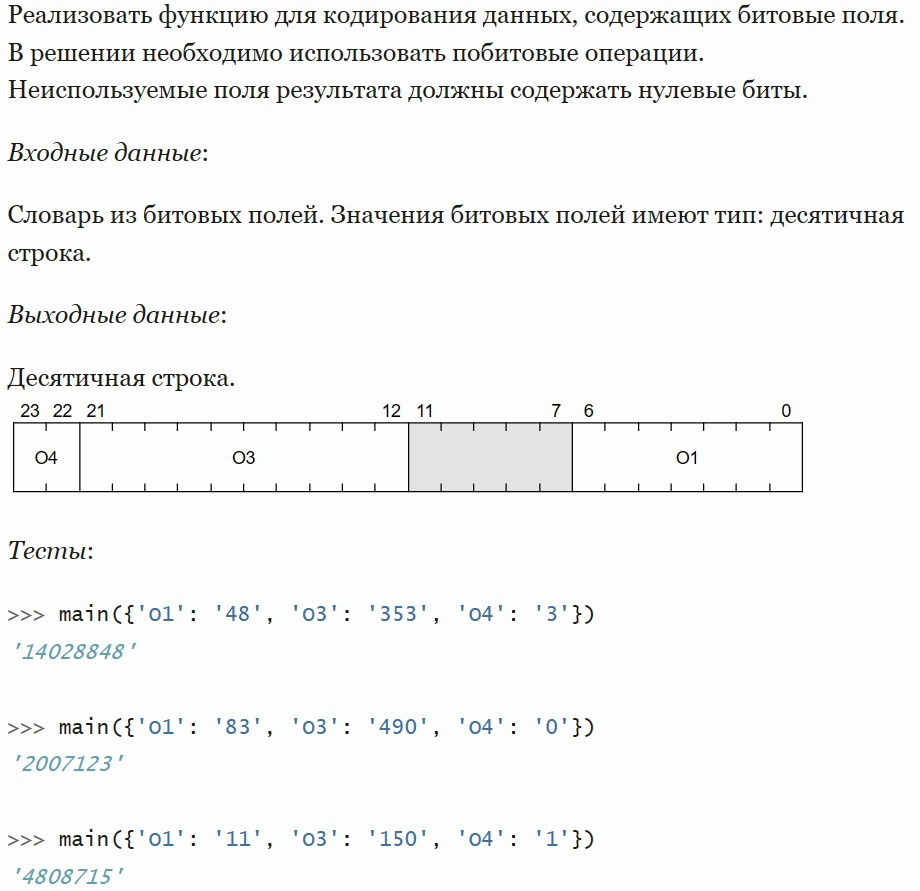 Реализовать функцию для кодирования данных, содержащих битовые поля.
В решении необходимо использовать побитовые операции.
Неиспользуемые поля результата должны содержать нулевые биты.
Входные данные:
Словарь из битовых полей. Значения битовых полей имеют тип: десятичная
строка.
Выходные данные:
Десятичная строка.
23 22 21 12 11 7 6 0
O4 O3 O1
Тесты:
>>> main({'O1': '48', 'O3': '353', 'O4': '3'})
'14028848'
>>> main({'O1': '83', 'O3': '490', 'O4': '0'})
'2007123'
>>> main({'O1': '11', 'O3': '150', 'O4': '1'})
'4808715'